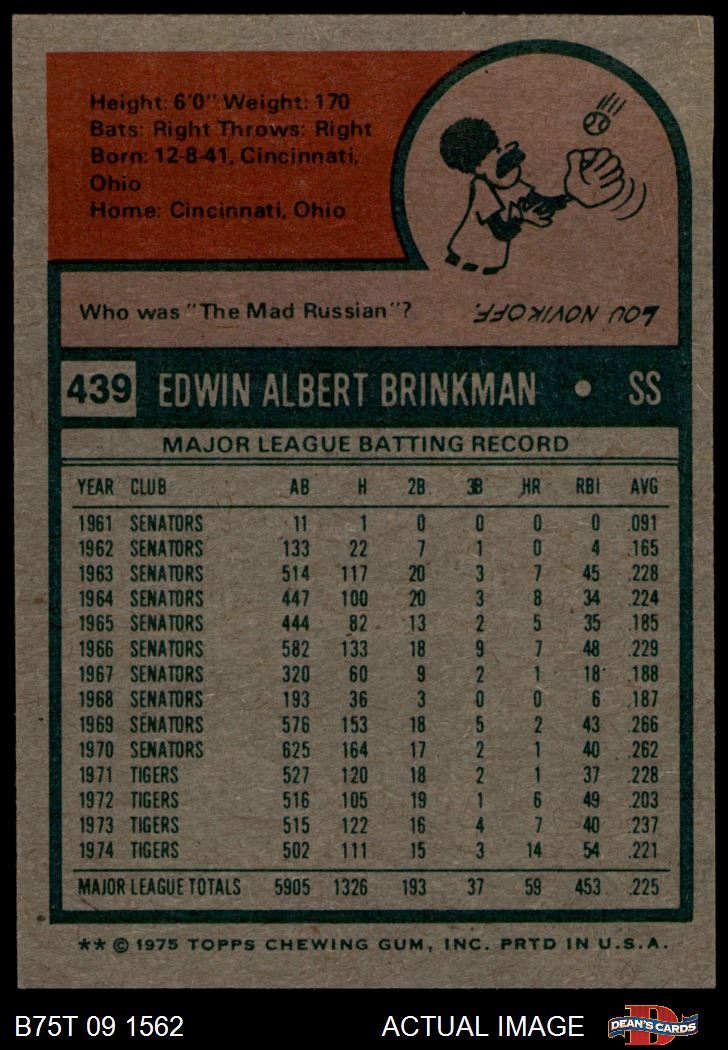 Height: 6'0" Weight: 170
Bats: Right Throws: Right
Born: 12-8-41, Cincinnati,
Ohio
Home: Cincinnati, Ohio
Who was "The Mad Russian"?
LOU NOVIKOFF.
439 EDWIN ALBERT BRINKMAN • SS
MAJOR LEAGUE BATTING RECORD
YEAR CLUB AB H 2B 3B HR RBI AVG
1961 SENATORS 11 1 0 0 0 0 .091
1962 SENATORS 133 22 7 1 0 4 .165
1963 SENATORS 514 117 20 3 7 45 .228
1964 SENATORS 447 100 20 3 8 34 .224
1965 SENATORS 444 82 13 2 5 35 .185
1966 SENATORS 582 133 18 9 7 48 .229
1967 SENATORS 320 60 9 2 1 18 .188
1968 SENATORS 193 36 3 0 0 6 .187
1969 SENATORS 576 153 18 5 2 43 .266
1970 SENATORS 625 164 17 2 1 40 .262
1971 TIGERS 527 120 18 2 1 37 .228
1972 TIGERS 516 105 19 1 6 49 .203
1973 TIGERS 515 122 16 4 7 40 .237
1974 TIGERS 502 111 15 3 14 54 .221
MAJOR LEAGUE TOTALS 5905 1326 193 37 59 453 .225
** © 1975 TOPPS CHEWING GUM, INC. PRTD IN U.S.A.
B75T 09 1562 ACTUAL IMAGE
D
DEAN'S CARDS